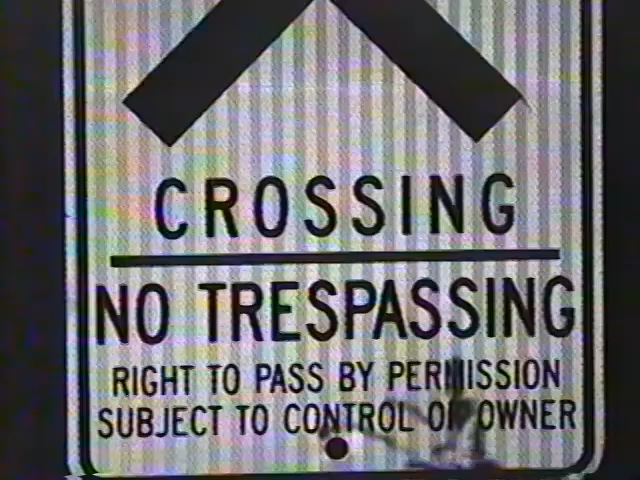 CROSSING
NO TRESPASSING
RIGHT TO PASS BY PERMISSION
SUBJECT TO CONTROL OF OWNER